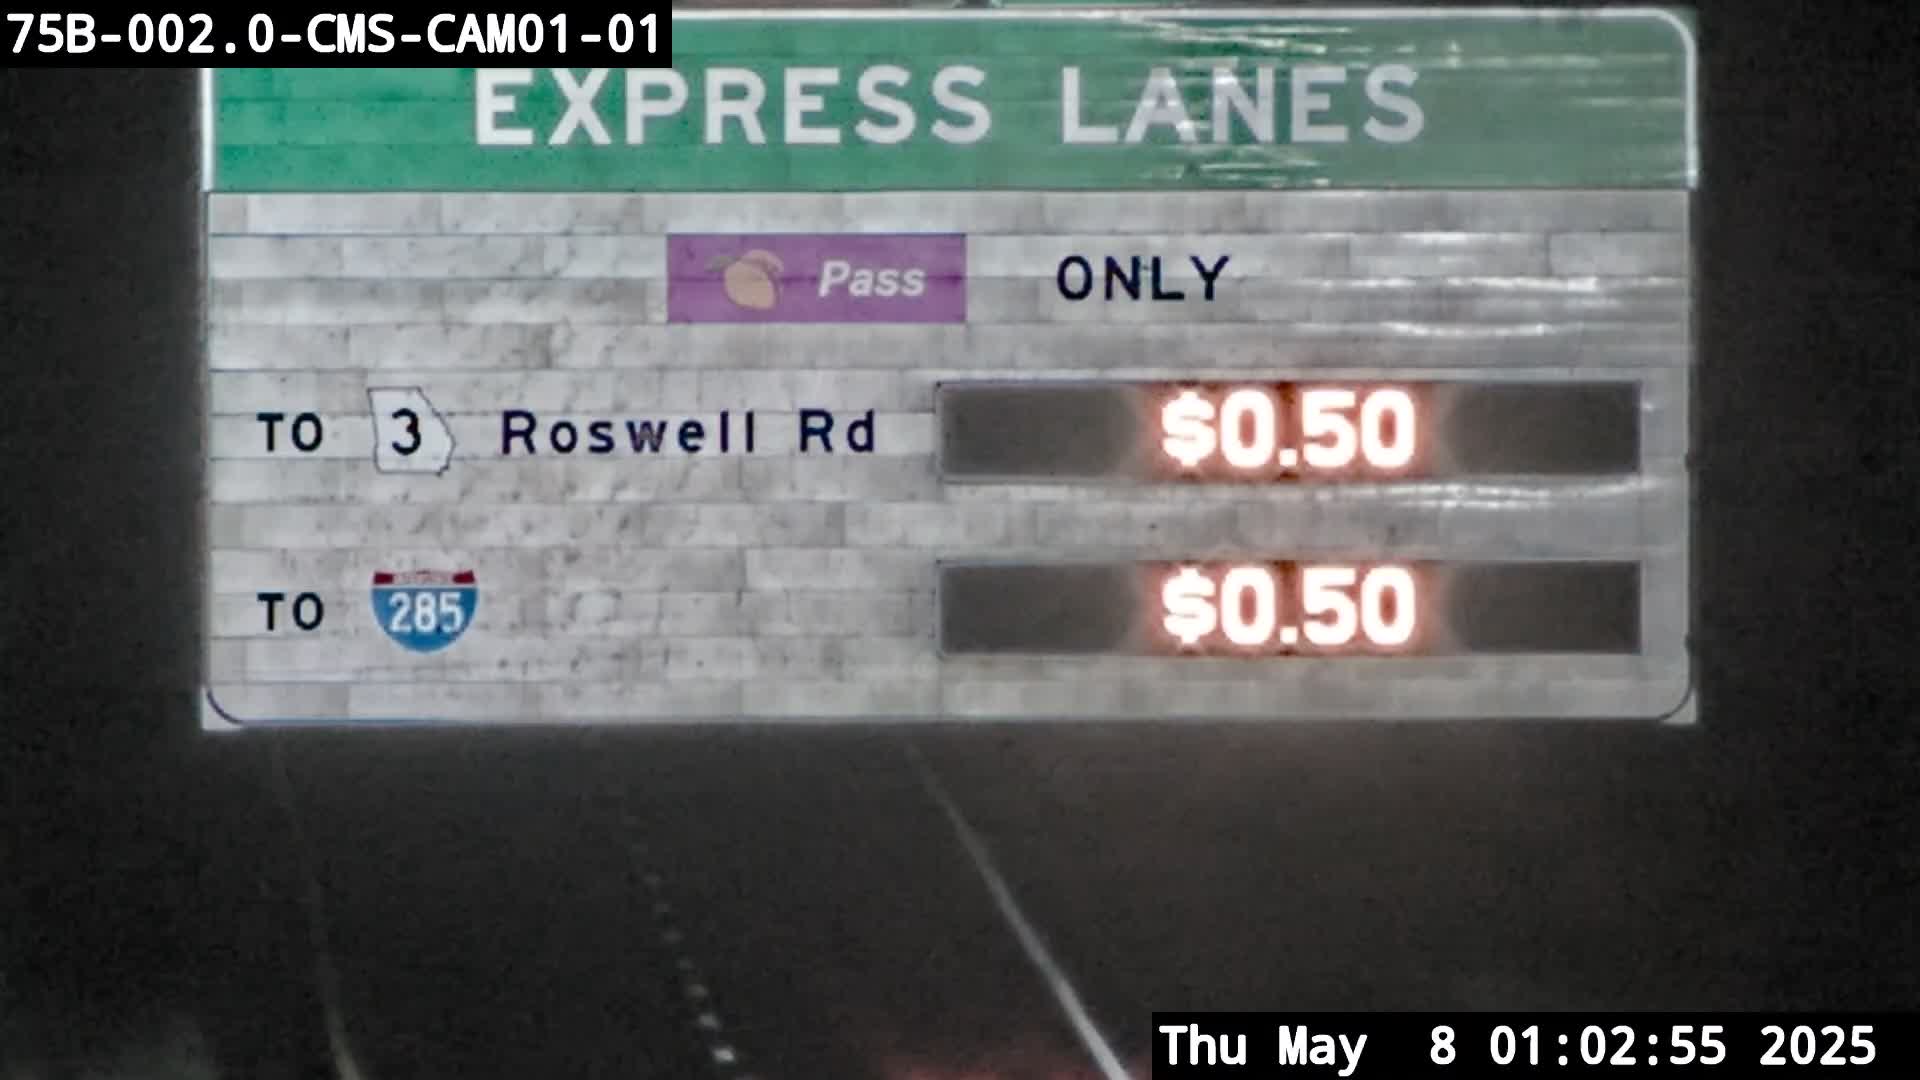 75B-002.0-CMS-CAM01-01
EXPRESS LANES
Pass ONLY
TO 3 Roswell Rd $0.50
TO 285 $0.50
Thu May 8 01:02:55 2025